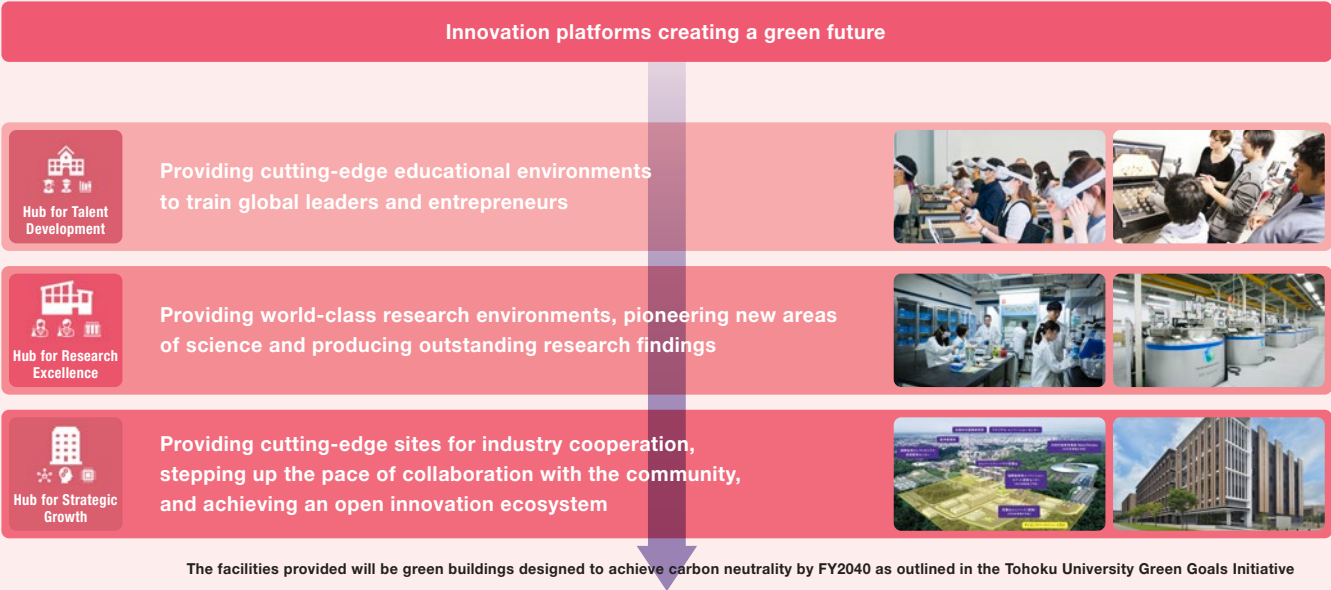 Innovation platforms creating a green future
Hub for Talent
Development
Providing cutting-edge educational environments
to train global leaders and entrepreneurs
Hub for Research
Excellence
Providing world-class research environments, pioneering new areas
of science and producing outstanding research findings
Hub for Strategic
Growth
Providing cutting-edge sites for industry cooperation,
stepping up the pace of collaboration with the community,
and achieving an open innovation ecosystem
The facilities provided will be green buildings designed to achieve carbon neutrality by FY2040 as outlined in the Tohoku University Green Goals Initiative